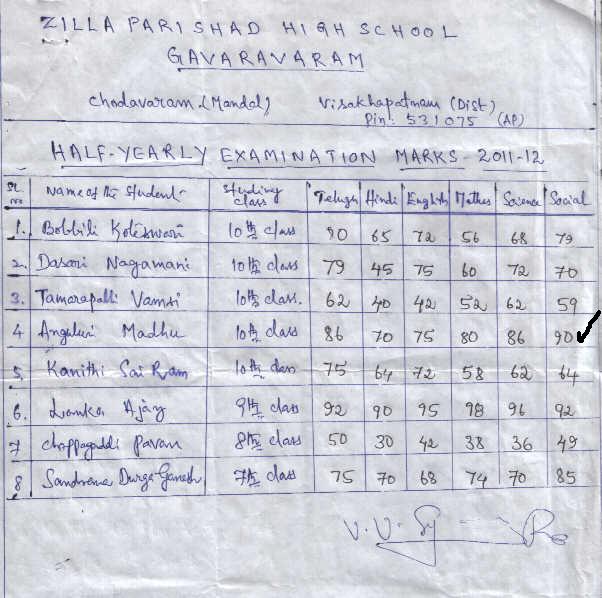 ZILLA PARISHAD HIGH SCHOOL
GAVARAVARAM
Chodavaram (Mandal) Visakhapatnam (Dist)
Pin: 531075 (AP)
HALF-YEARLY EXAMINATION MARKS - 2011-12
Sl. no Name of the Student Studying class Telugu Hindi English Mathes Science Social
1. Bobbili Koteswari 10th class 90 65 72 56 68 79
2. Dasari Nagamani 10th class 79 45 75 60 72 70
3. Tamarapalli Vamsi 10th class. 62 40 42 52 62 59
4 Anguluri Madhu 10th class 86 70 75 80 86 90
5. Kanithi Sai Ram 10th class 75 64 72 58 62 64
6. Lanka Ajay 9th class 92 90 95 98 96 92
7 Pavan 8th class 50 30 42 38 36 49
8 Durga Ganesh 7th class 75 70 68 74 70 85
V.V.